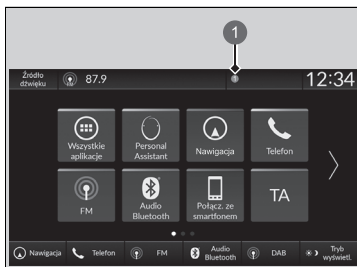 1
Źródło
dźwięku
87.9
12:34
Wszystkie
aplikacje
Personal
Assistant
Nawigacja
Telefon
FM
Audio
Bluetooth
Połącz. ze
smartfonem
TA
Nawigacja
Telefon
FM
Audio
Bluetooth
DAB
Tryb
wyświetl.